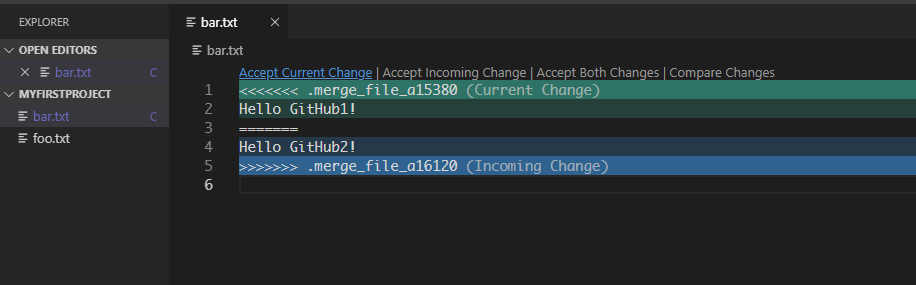 EXPLORER
OPEN EDITORS
bar.txt C
MYFIRSTPROJECT
bar.txt C
foo.txt
bar.txt
bar.txt
Accept Current Change | Accept Incoming Change | Accept Both Changes | Compare Changes
1 <<<<<<< .merge_file_a15380 (Current Change)
2 Hello GitHub1!
3 =======
4 Hello GitHub2!
5 >>>>>>> .merge_file_a16120 (Incoming Change)
6